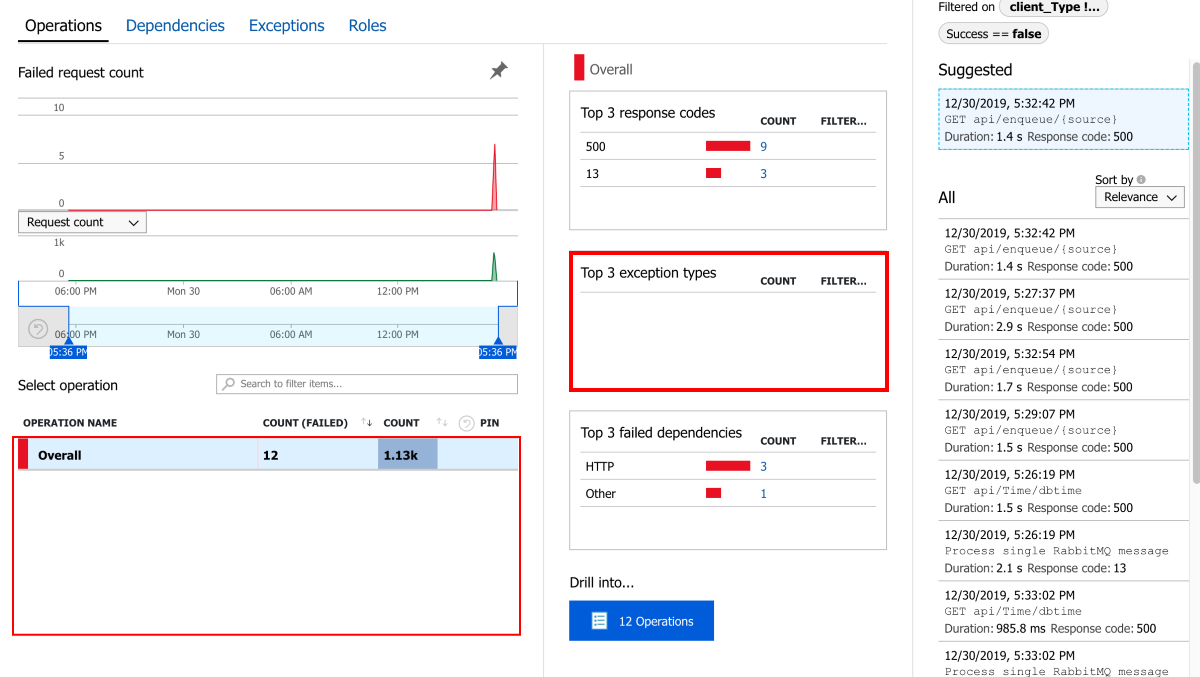 Operations Dependencies Exceptions Roles
Failed request count
10
5
0
Request count
1k
0
06:00 PM Mon 30 06:00 AM 12:00 PM
06:00 PM Mon 30 06:00 AM 12:00 PM
05:36 PM 05:36 PM
Select operation
Search to filter items...
OPERATION NAME COUNT (FAILED) COUNT PIN
Overall 12 1.13k
Overall
Top 3 response codes COUNT FILTER...
500 9
13 3
Top 3 exception types COUNT FILTER...
Top 3 failed dependencies COUNT FILTER...
HTTP 3
Other 1
Drill into...
12 Operations
Filtered on client_Type !...
Success == false
Suggested
12/30/2019, 5:32:42 PM
GET api/enqueue/{source}
Duration: 1.4 s Response code: 500
Sort by
All
Relevance
12/30/2019, 5:32:42 PM
GET api/enqueue/{source}
Duration: 1.4 s Response code: 500
12/30/2019, 5:27:37 PM
GET api/enqueue/{source}
Duration: 2.9 s Response code: 500
12/30/2019, 5:32:54 PM
GET api/enqueue/{source}
Duration: 1.7 s Response code: 500
12/30/2019, 5:29:07 PM
GET api/enqueue/{source}
Duration: 1.5 s Response code: 500
12/30/2019, 5:26:19 PM
GET api/Time/dbtime
Duration: 1.5 s Response code: 500
12/30/2019, 5:26:19 PM
Process single RabbitMQ message
Duration: 2.1 s Response code: 13
12/30/2019, 5:33:02 PM
GET api/Time/dbtime
Duration: 985.8 ms Response code: 500
12/30/2019, 5:33:02 PM
Process single RabbitMQ message